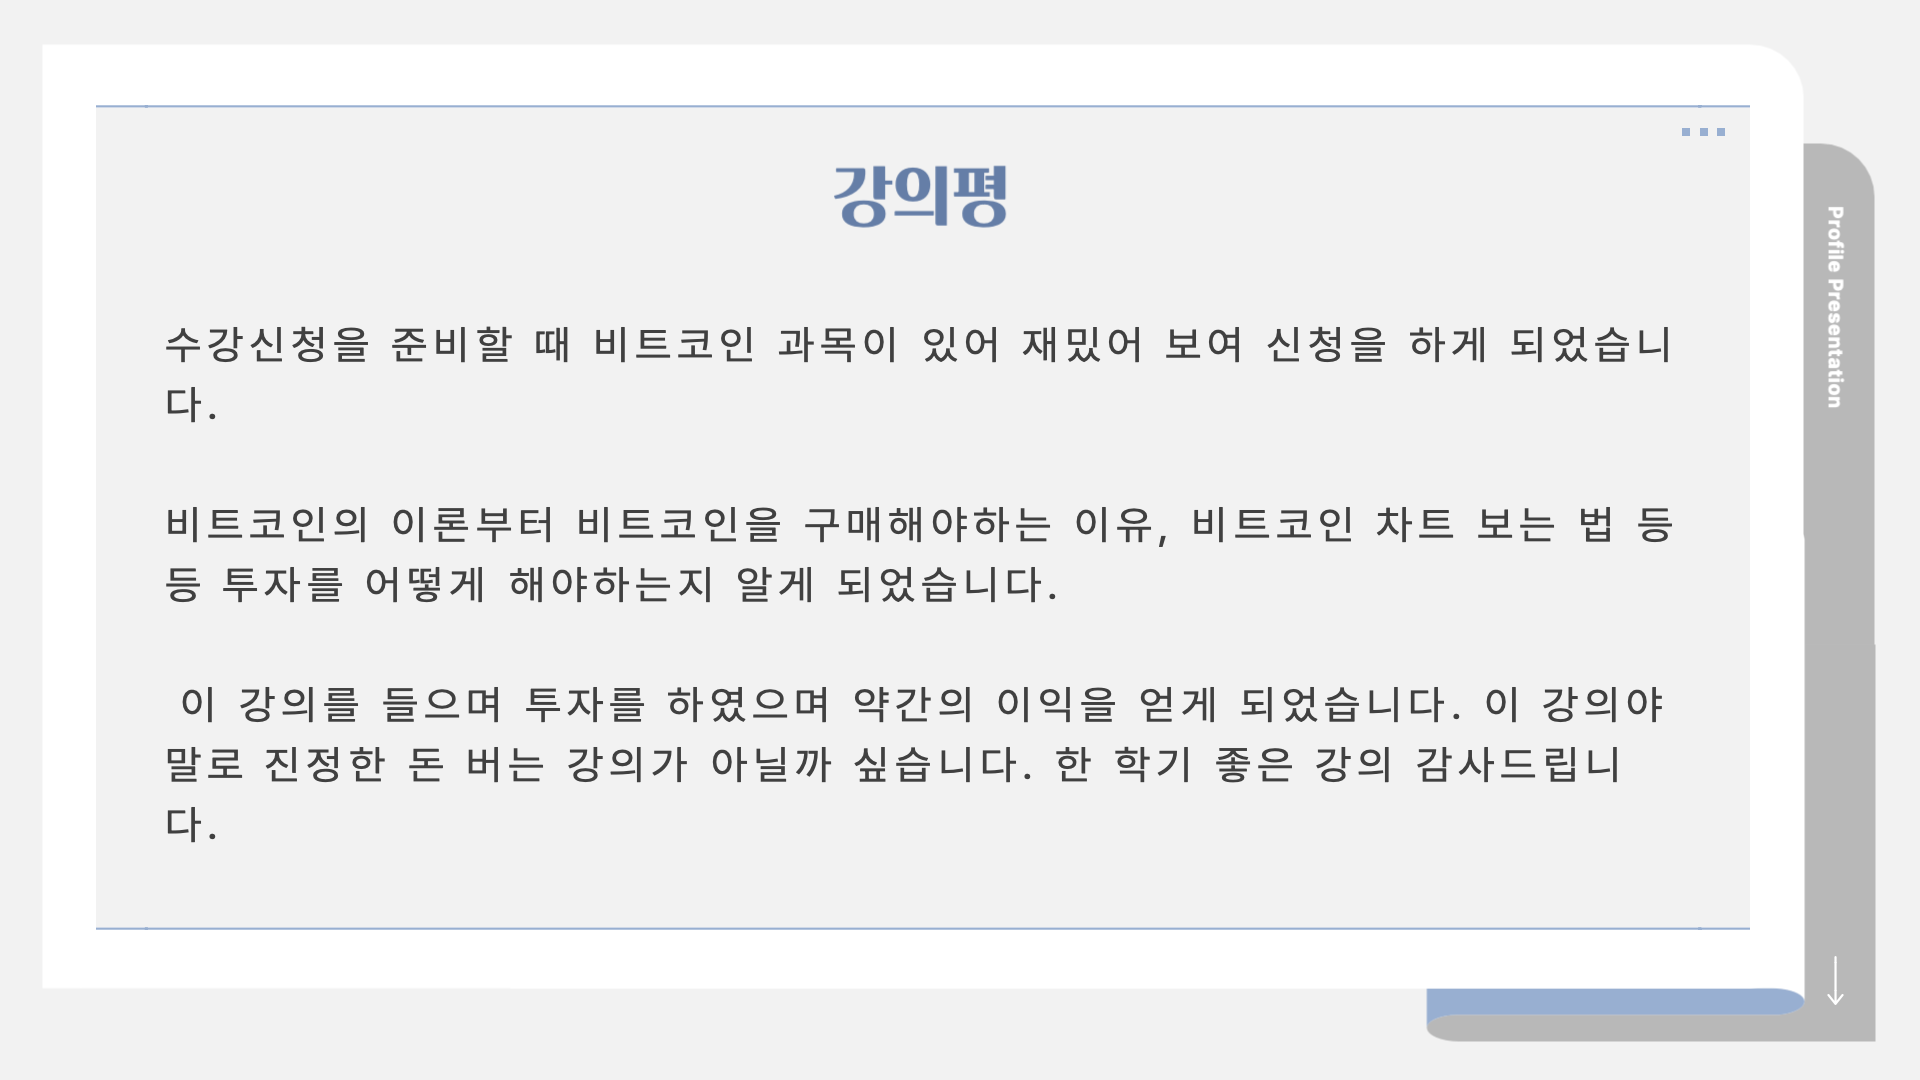 강의평
수강신청을 준비할 때 비트코인 과목이 있어 재밌어 보여 신청을 하게 되었습니
다.
비트코인의 이론부터 비트코인을 구매해야하는 이유, 비트코인 차트 보는 법 등
등 투자를 어떻게 해야하는지 알게 되었습니다.
이 강의를 들으며 투자를 하였으며 약간의 이익을 얻게 되었습니다. 이 강의야
말로 진정한 돈 버는 강의가 아닐까 싶습니다. 한 학기 좋은 강의 감사드립니
다.
Profile Presentation